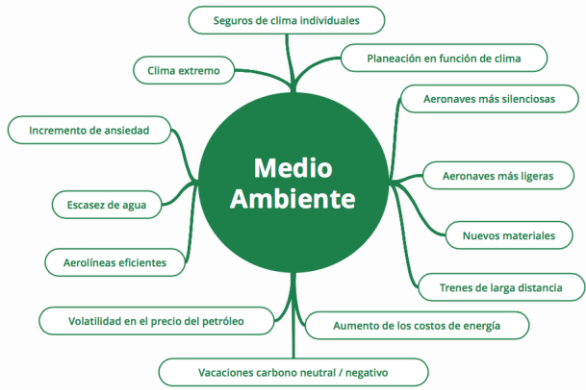 Seguros de clima individuales
Planeación en función de clima
Clima extremo
Aeronaves más silenciosas
Incremento de ansiedad
Medio
Ambiente
Aeronaves más ligeras
Escasez de agua
Nuevos materiales
Aerolíneas eficientes
Trenes de larga distancia
Volatilidad en el precio del petróleo
Aumento de los costos de energía
Vacaciones carbono neutral / negativo